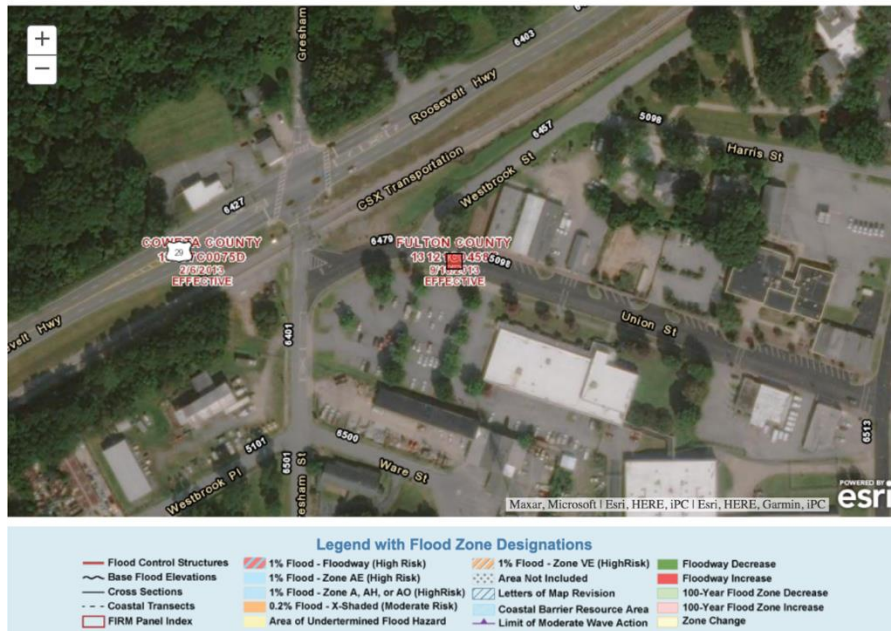 +
−
Gresham
6403
Roosevelt Hwy
6457
5098
Harris St
CSX Transportation
Westbrook St
6427
COWETA COUNTY
29
2/6/2013
EFFECTIVE
6479
FULTON COUNTY
5098
EFFECTIVE
Roosevelt Hwy
Union St
6401
6513
6500
5101
Westbrook Pl
6501
Gresham St
Ware St
POWERED BY
esri
Maxar, Microsoft | Esri, HERE, iPC | Esri, HERE, Garmin, iPC
Legend with Flood Zone Designations
Flood Control Structures
Base Flood Elevations
Cross Sections
Coastal Transects
FIRM Panel Index
1% Flood - Floodway (High Risk)
1% Flood - Zone AE (High Risk)
1% Flood - Zone A, AH, or AO (HighRisk)
0.2% Flood - X-Shaded (Moderate Risk)
Area of Undertermined Flood Hazard
1% Flood - Zone VE (HighRisk)
Area Not Included
Letters of Map Revision
Coastal Barrier Resource Area
Limit of Moderate Wave Action
Floodway Decrease
Floodway Increase
100-Year Flood Zone Decrease
100-Year Flood Zone Increase
Zone Change